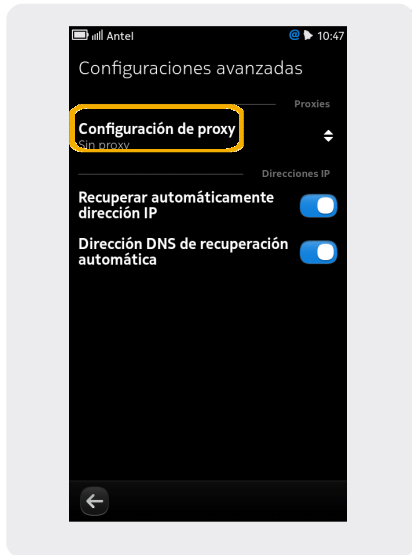 Antel @ 10:47
Configuraciones avanzadas
Proxies
Configuración de proxy
Sin proxy
Direcciones IP
Recuperar automáticamente
dirección IP
Dirección DNS de recuperación
automática